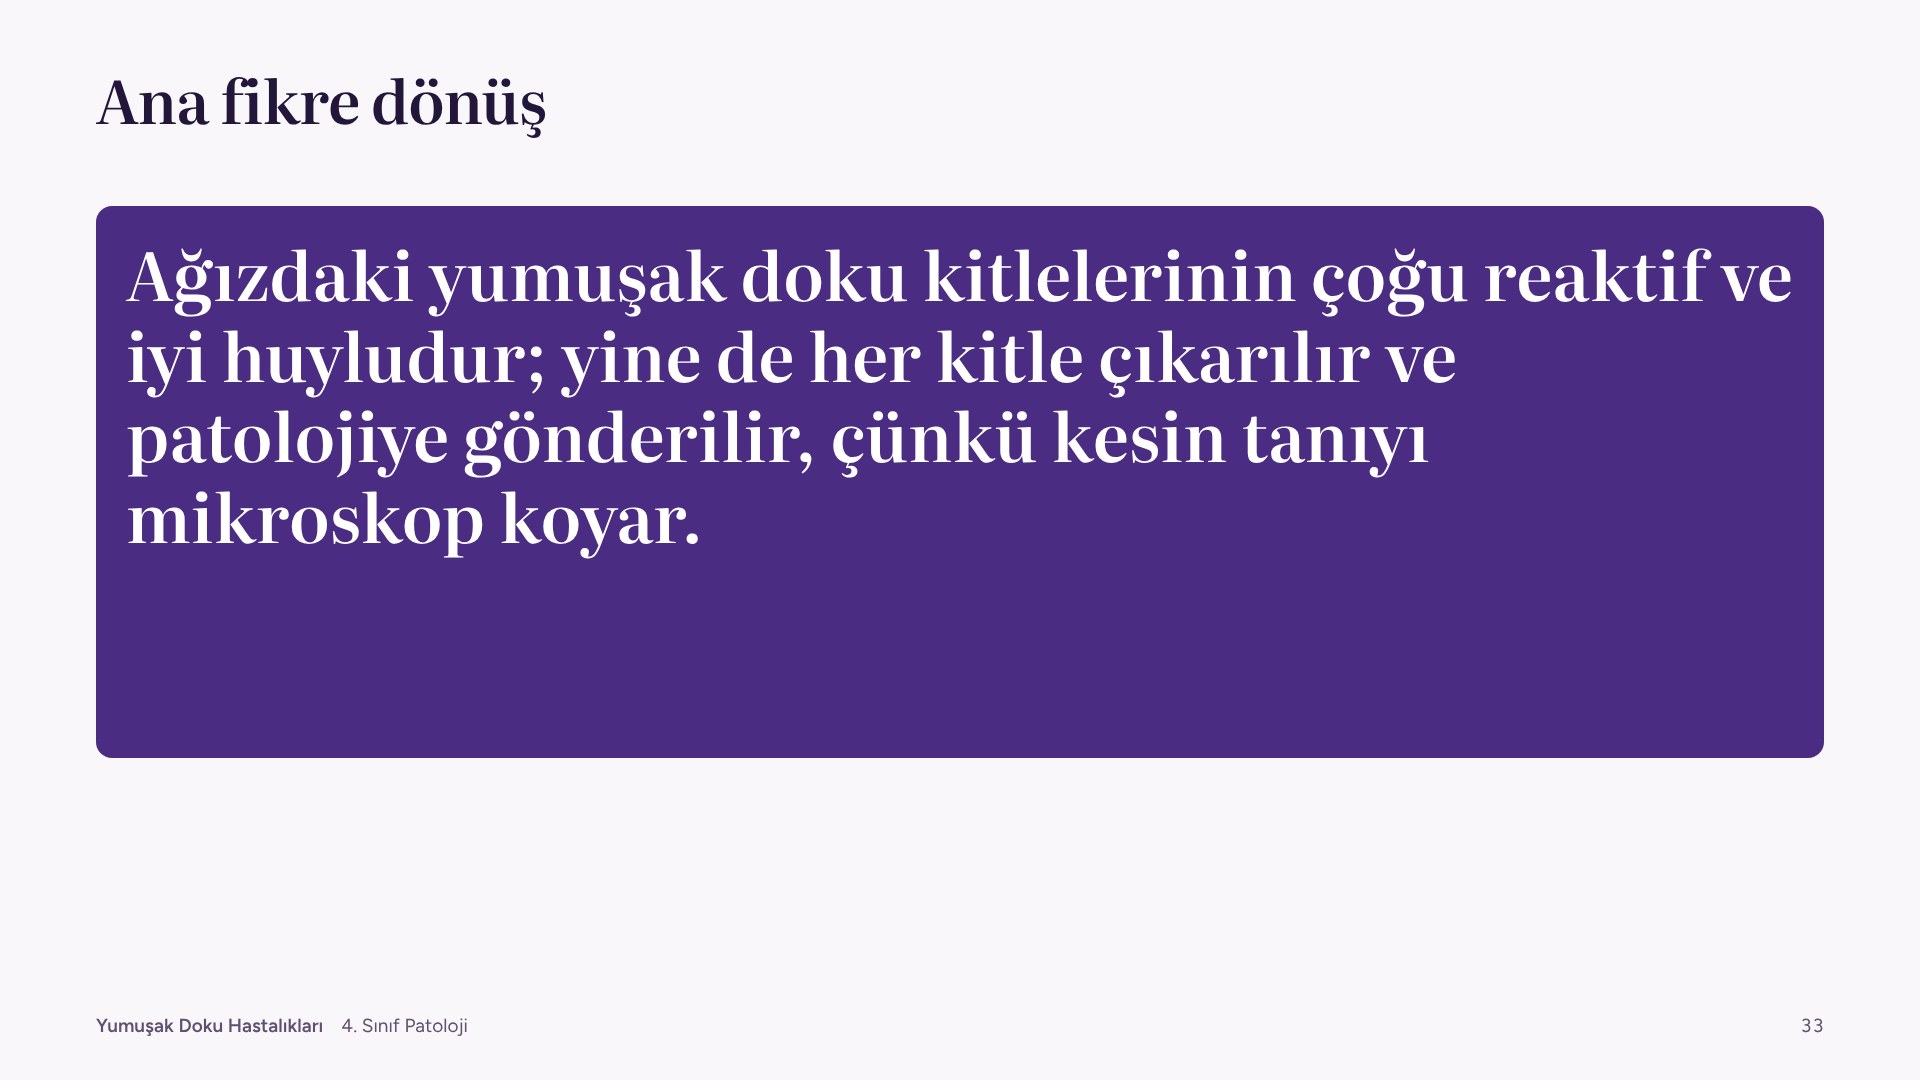 Ana fikre dönüş
Ağızdaki yumuşak doku kitlelerinin çoğu reaktif ve
iyi huyludur; yine de her kitle çıkarılır ve
patolojiye gönderilir, çünkü kesin tanıyı
mikroskop koyar.
Yumuşak Doku Hastalıkları 4. Sınıf Patoloji
33